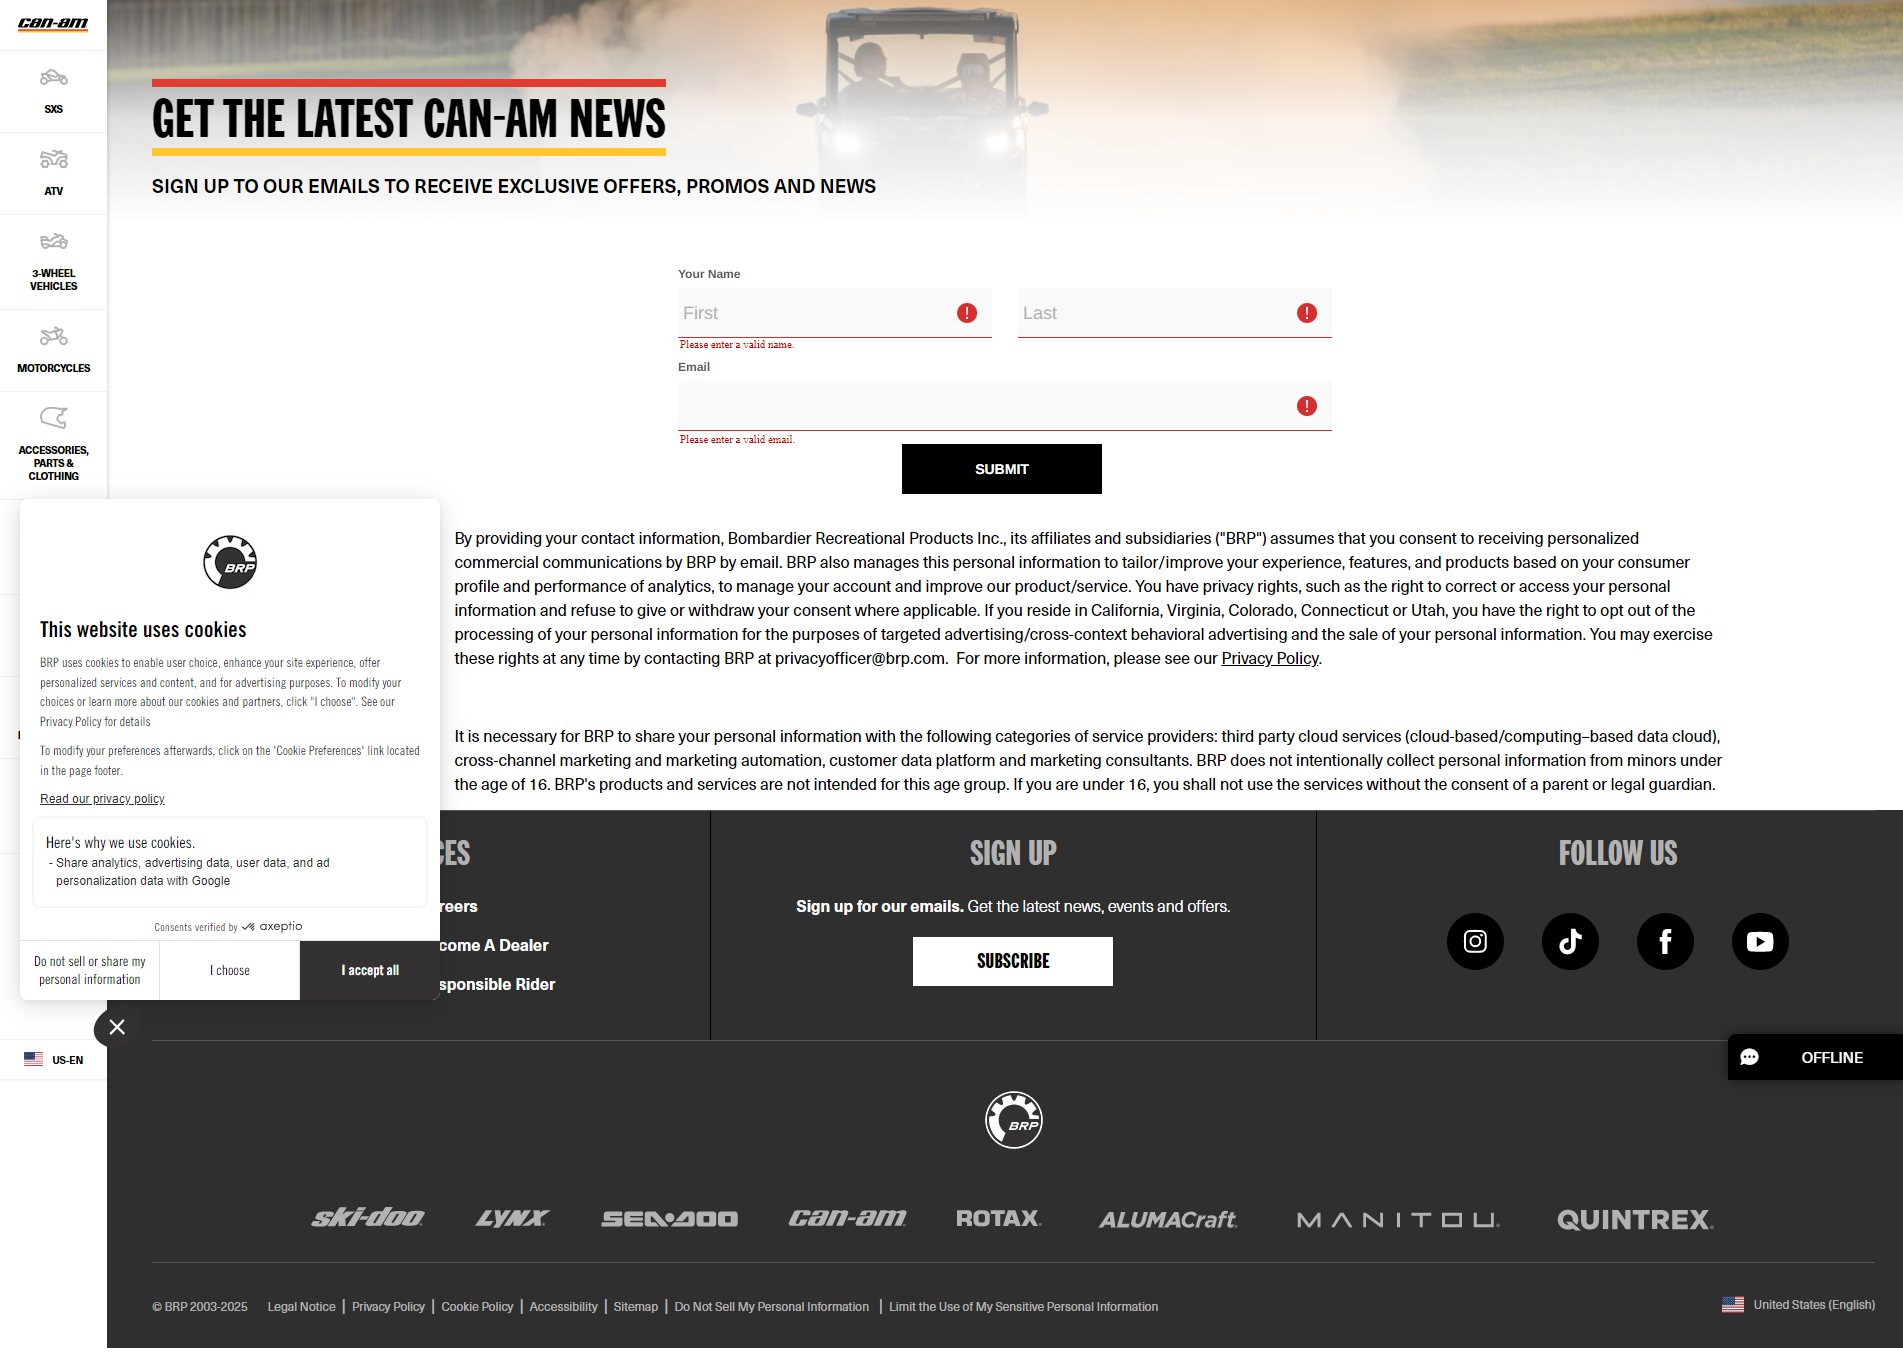 can-am
SXS
ATV
3-WHEEL
VEHICLES
MOTORCYCLES
ACCESSORIES,
PARTS &
CLOTHING
US-EN
GET THE LATEST CAN-AM NEWS
SIGN UP TO OUR EMAILS TO RECEIVE EXCLUSIVE OFFERS, PROMOS AND NEWS
Your Name
First
Last
Please enter a valid name.
Email
Please enter a valid email.
SUBMIT
By providing your contact information, Bombardier Recreational Products Inc., its affiliates and subsidiaries ("BRP") assumes that you consent to receiving personalized
commercial communications by BRP by email. BRP also manages this personal information to tailor/improve your experience, features, and products based on your consumer
profile and performance of analytics, to manage your account and improve our product/service. You have privacy rights, such as the right to correct or access your personal
information and refuse to give or withdraw your consent where applicable. If you reside in California, Virginia, Colorado, Connecticut or Utah, you have the right to opt out of the
processing of your personal information for the purposes of targeted advertising/cross-context behavioral advertising and the sale of your personal information. You may exercise
these rights at any time by contacting BRP at privacyofficer@brp.com. For more information, please see our Privacy Policy.
It is necessary for BRP to share your personal information with the following categories of service providers: third party cloud services (cloud-based/computing–based data cloud),
cross-channel marketing and marketing automation, customer data platform and marketing consultants. BRP does not intentionally collect personal information from minors under
the age of 16. BRP's products and services are not intended for this age group. If you are under 16, you shall not use the services without the consent of a parent or legal guardian.
BRP
This website uses cookies
BRP uses cookies to enable user choice, enhance your site experience, offer
personalized services and content, and for advertising purposes. To modify your
choices or learn more about our cookies and partners, click "I choose". See our
Privacy Policy for details
To modify your preferences afterwards, click on the 'Cookie Preferences' link located
in the page footer.
Read our privacy policy
Here's why we use cookies.
- Share analytics, advertising data, user data, and ad
personalization data with Google
Consents verified by axeptio
Do not sell or share my
personal information
I choose
I accept all
CES
reers
come A Dealer
sponsible Rider
SIGN UP
Sign up for our emails. Get the latest news, events and offers.
SUBSCRIBE
FOLLOW US
OFFLINE
BRP
ski-doo LYNX SEA-DOO can-am ROTAX ALUMACraft MANITOU QUINTREX
© BRP 2003-2025 Legal Notice | Privacy Policy | Cookie Policy | Accessibility | Sitemap | Do Not Sell My Personal Information | Limit the Use of My Sensitive Personal Information
United States (English)